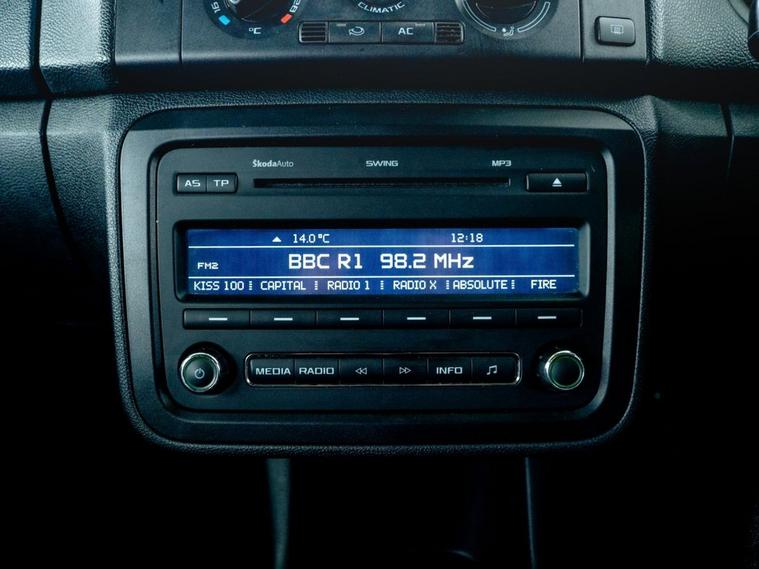 CLIMATIC
°C
AC
ŠkodaAuto SWING MP3
AS TP
14.0°C 12:18
FM2 BBC R1 98.2 MHz
KISS 100 CAPITAL RADIO 1 RADIO X ABSOLUTE FIRE
MEDIA RADIO INFO